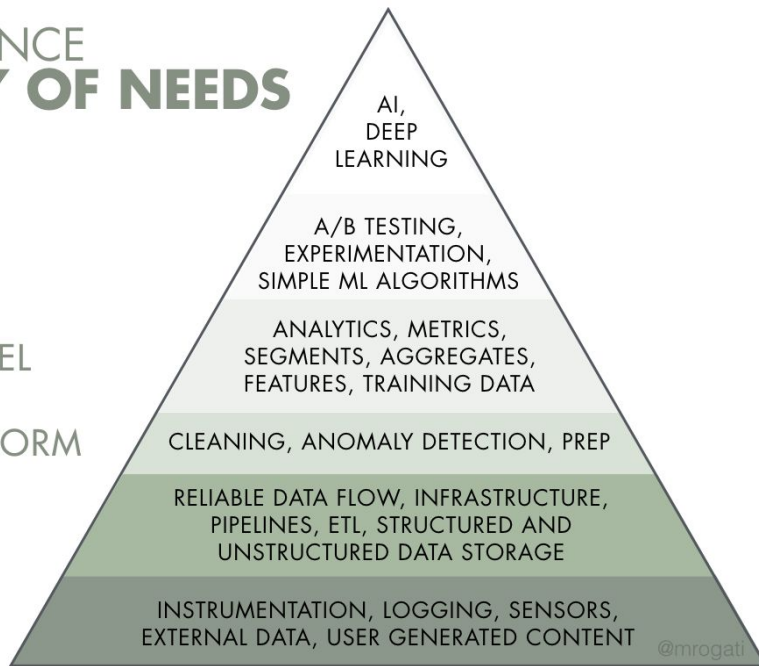 NCE
Y OF NEEDS
AI,
DEEP
LEARNING
A/B TESTING,
EXPERIMENTATION,
SIMPLE ML ALGORITHMS
ANALYTICS, METRICS,
SEGMENTS, AGGREGATES,
FEATURES, TRAINING DATA
EL
ORM
CLEANING, ANOMALY DETECTION, PREP
RELIABLE DATA FLOW, INFRASTRUCTURE,
PIPELINES, ETL, STRUCTURED AND
UNSTRUCTURED DATA STORAGE
INSTRUMENTATION, LOGGING, SENSORS,
EXTERNAL DATA, USER GENERATED CONTENT
@mrogati